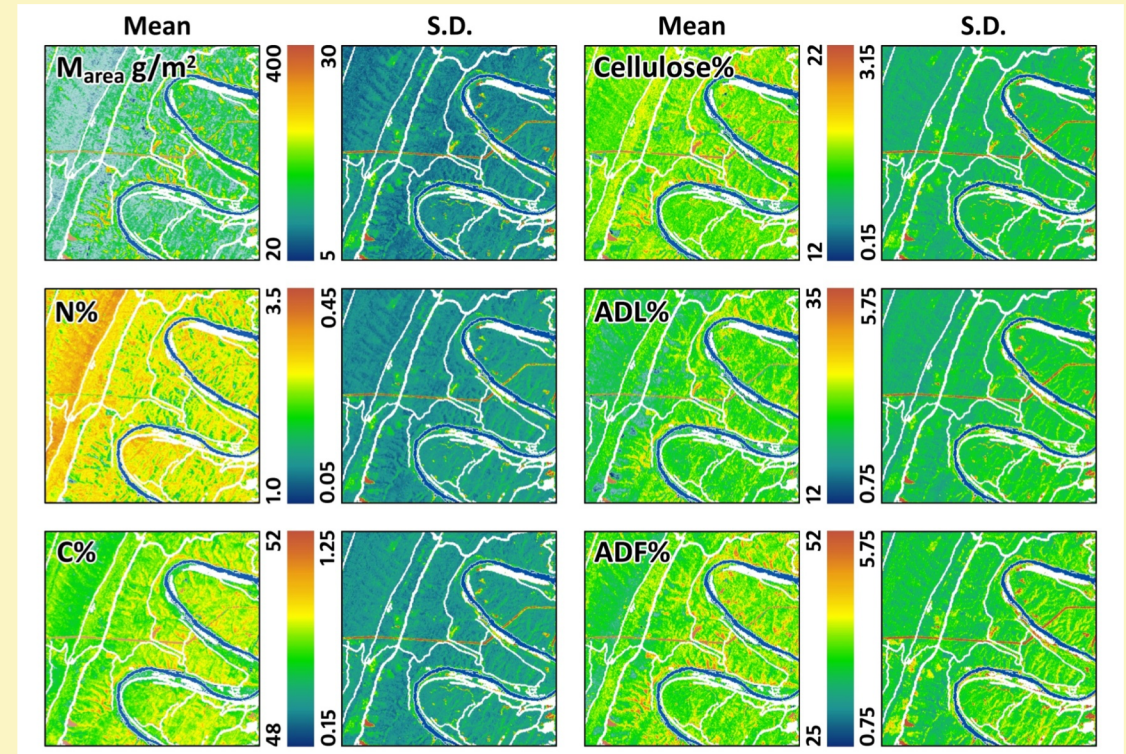 Mean S.D. Mean S.D.
Marea g/m² 400 20 30 5 Cellulose% 22 12 3.15 0.15
N% 3.5 1.0 0.45 0.05 ADL% 35 12 5.75 0.75
C% 52 48 1.25 0.15 ADF% 52 25 5.75 0.75